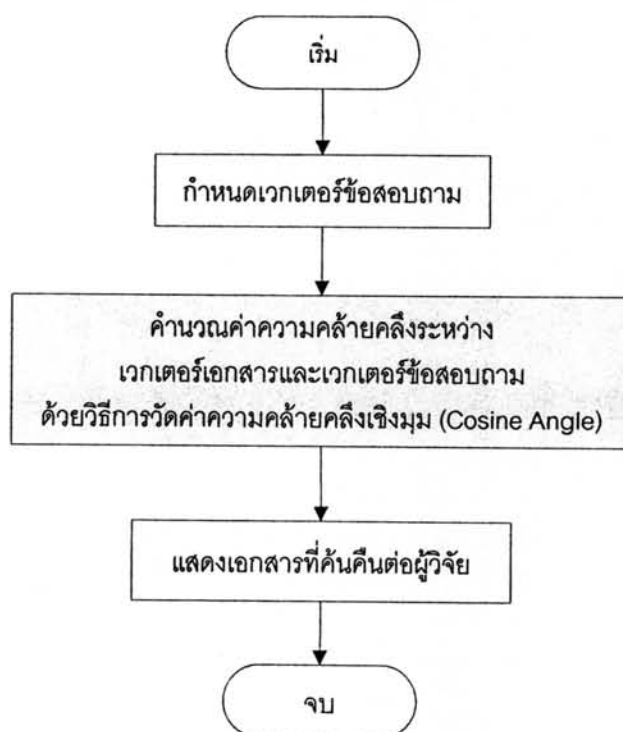 เริ่ม
กำหนดเวกเตอร์ข้อสอบถาม
คำนวณค่าความคล้ายคลึงระหว่าง
เวกเตอร์เอกสารและเวกเตอร์ข้อสอบถาม
ด้วยวิธีการวัดค่าความคล้ายคลึงเชิงมุม (Cosine Angle)
แสดงเอกสารที่ค้นคืนต่อผู้วิจัย
จบ